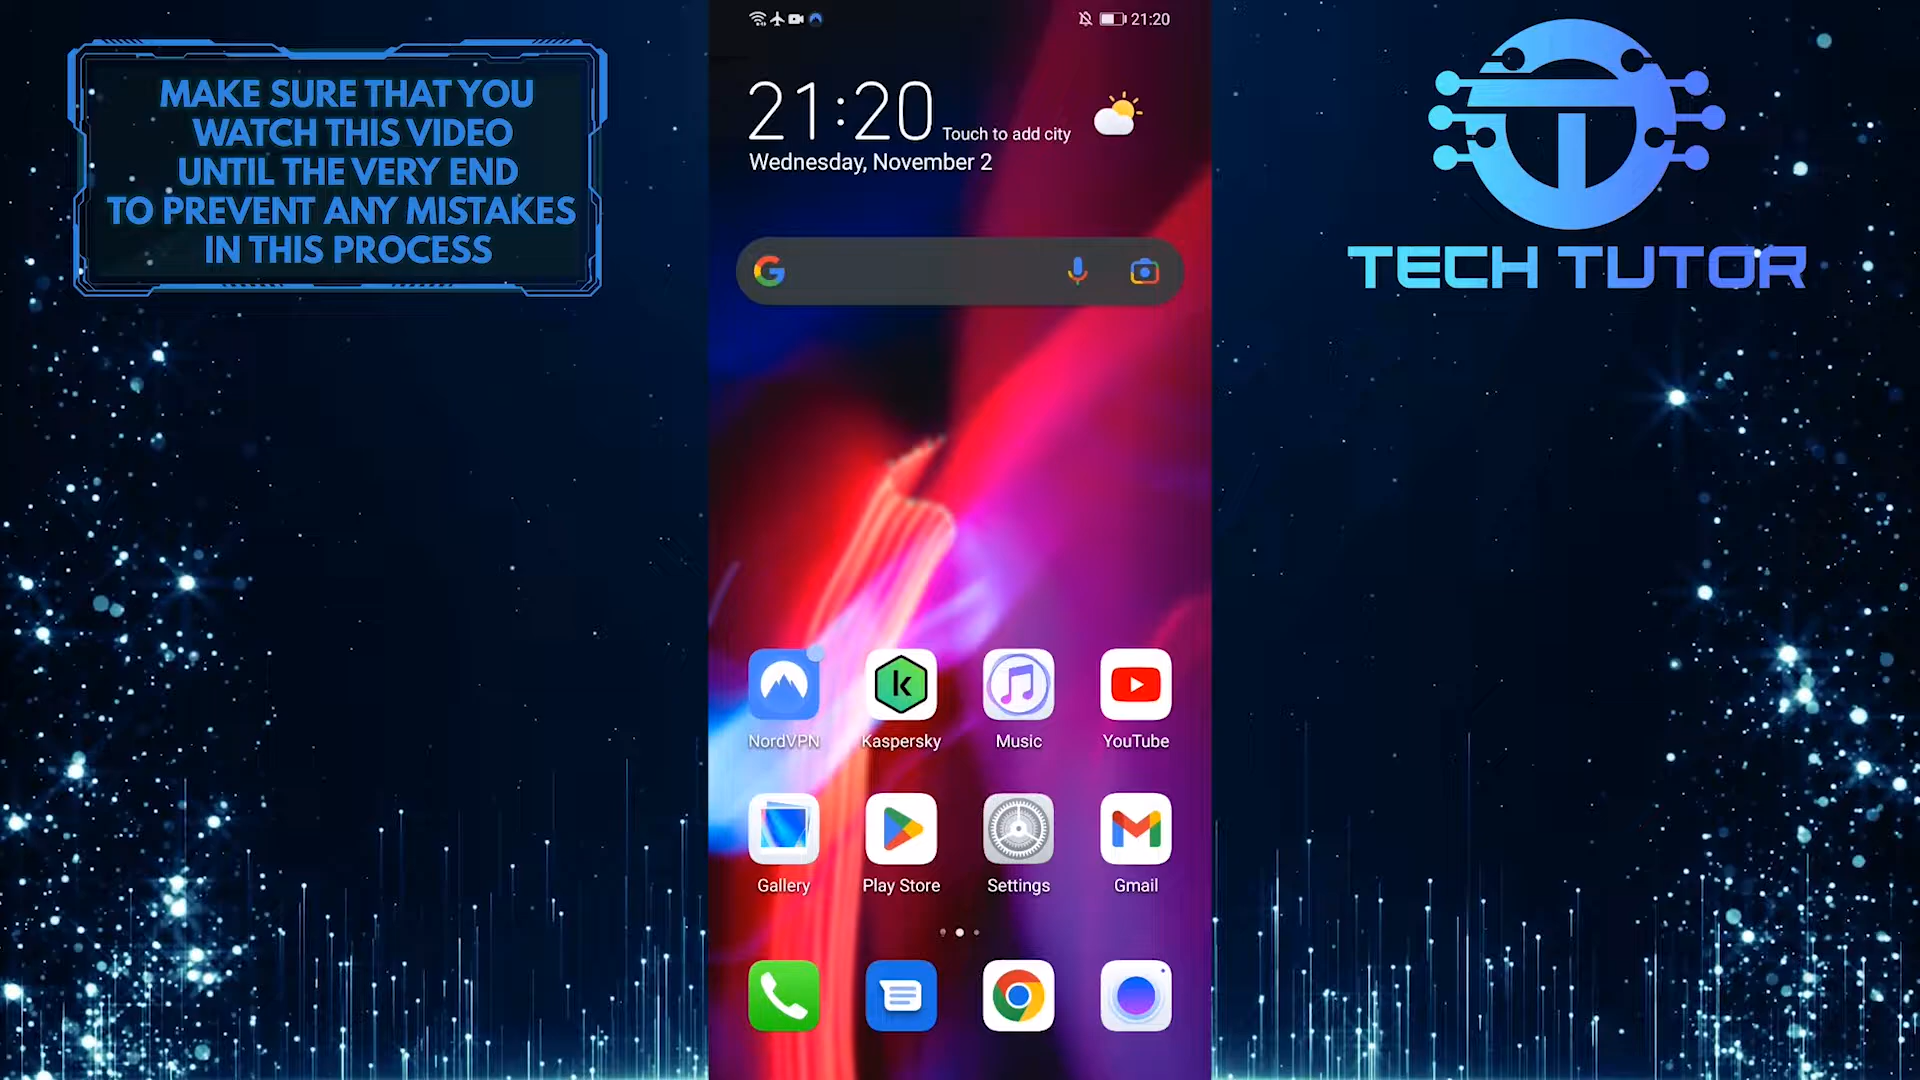 MAKE SURE THAT YOU
WATCH THIS VIDEO
UNTIL THE VERY END
TO PREVENT ANY MISTAKES
IN THIS PROCESS
21:20
21:20 Touch to add city
Wednesday, November 2
TECH TUTOR
NordVPN Kaspersky Music YouTube
Gallery Play Store Settings Gmail